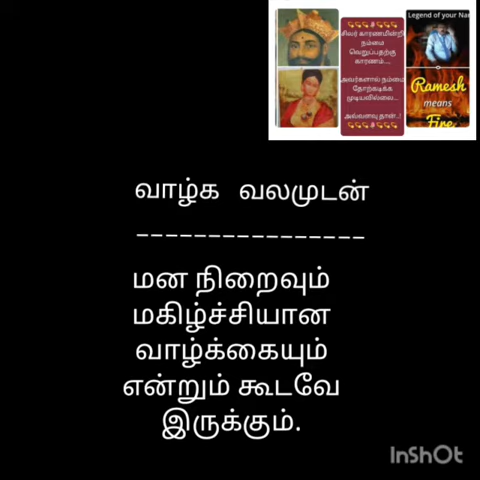 Legend of your Nam
சிலர் காரணமின்றி
நம்மை
வெறுப்பதற்கு
காரணம்....
அவர்களால் நம்மை
தோற்கடிக்க
முடியவில்லை...
அவ்வளவு தான்..!
Ramesh
means
Fire
வாழ்க வலமுடன்
----------------
மன நிறைவும்
மகிழ்ச்சியான
வாழ்க்கையும்
என்றும் கூடவே
இருக்கும்.
InShOt